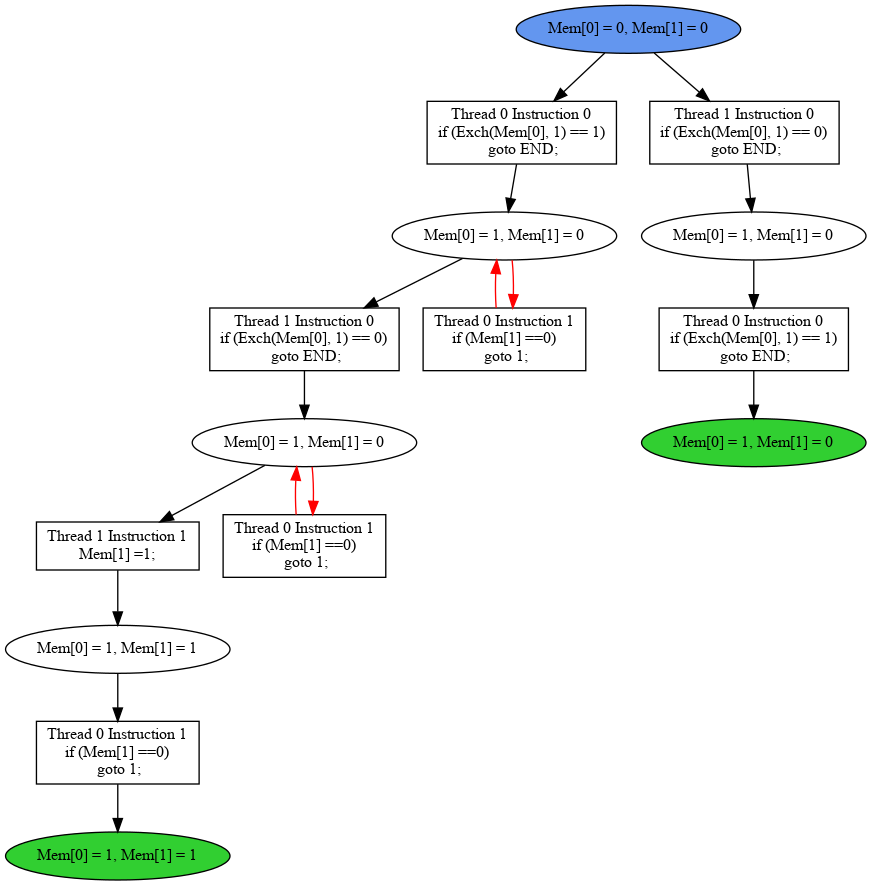 Mem[0] = 0, Mem[1] = 0
Thread 0 Instruction 0
if (Exch(Mem[0], 1) == 1)
goto END;
Thread 1 Instruction 0
if (Exch(Mem[0], 1) == 0)
goto END;
Mem[0] = 1, Mem[1] = 0
Mem[0] = 1, Mem[1] = 0
Thread 1 Instruction 0
if (Exch(Mem[0], 1) == 0)
goto END;
Thread 0 Instruction 1
if (Mem[1] ==0)
goto 1;
Thread 0 Instruction 0
if (Exch(Mem[0], 1) == 1)
goto END;
Mem[0] = 1, Mem[1] = 0
Mem[0] = 1, Mem[1] = 0
Thread 1 Instruction 1
Mem[1] =1;
Thread 0 Instruction 1
if (Mem[1] ==0)
goto 1;
Mem[0] = 1, Mem[1] = 1
Thread 0 Instruction 1
if (Mem[1] ==0)
goto 1;
Mem[0] = 1, Mem[1] = 1